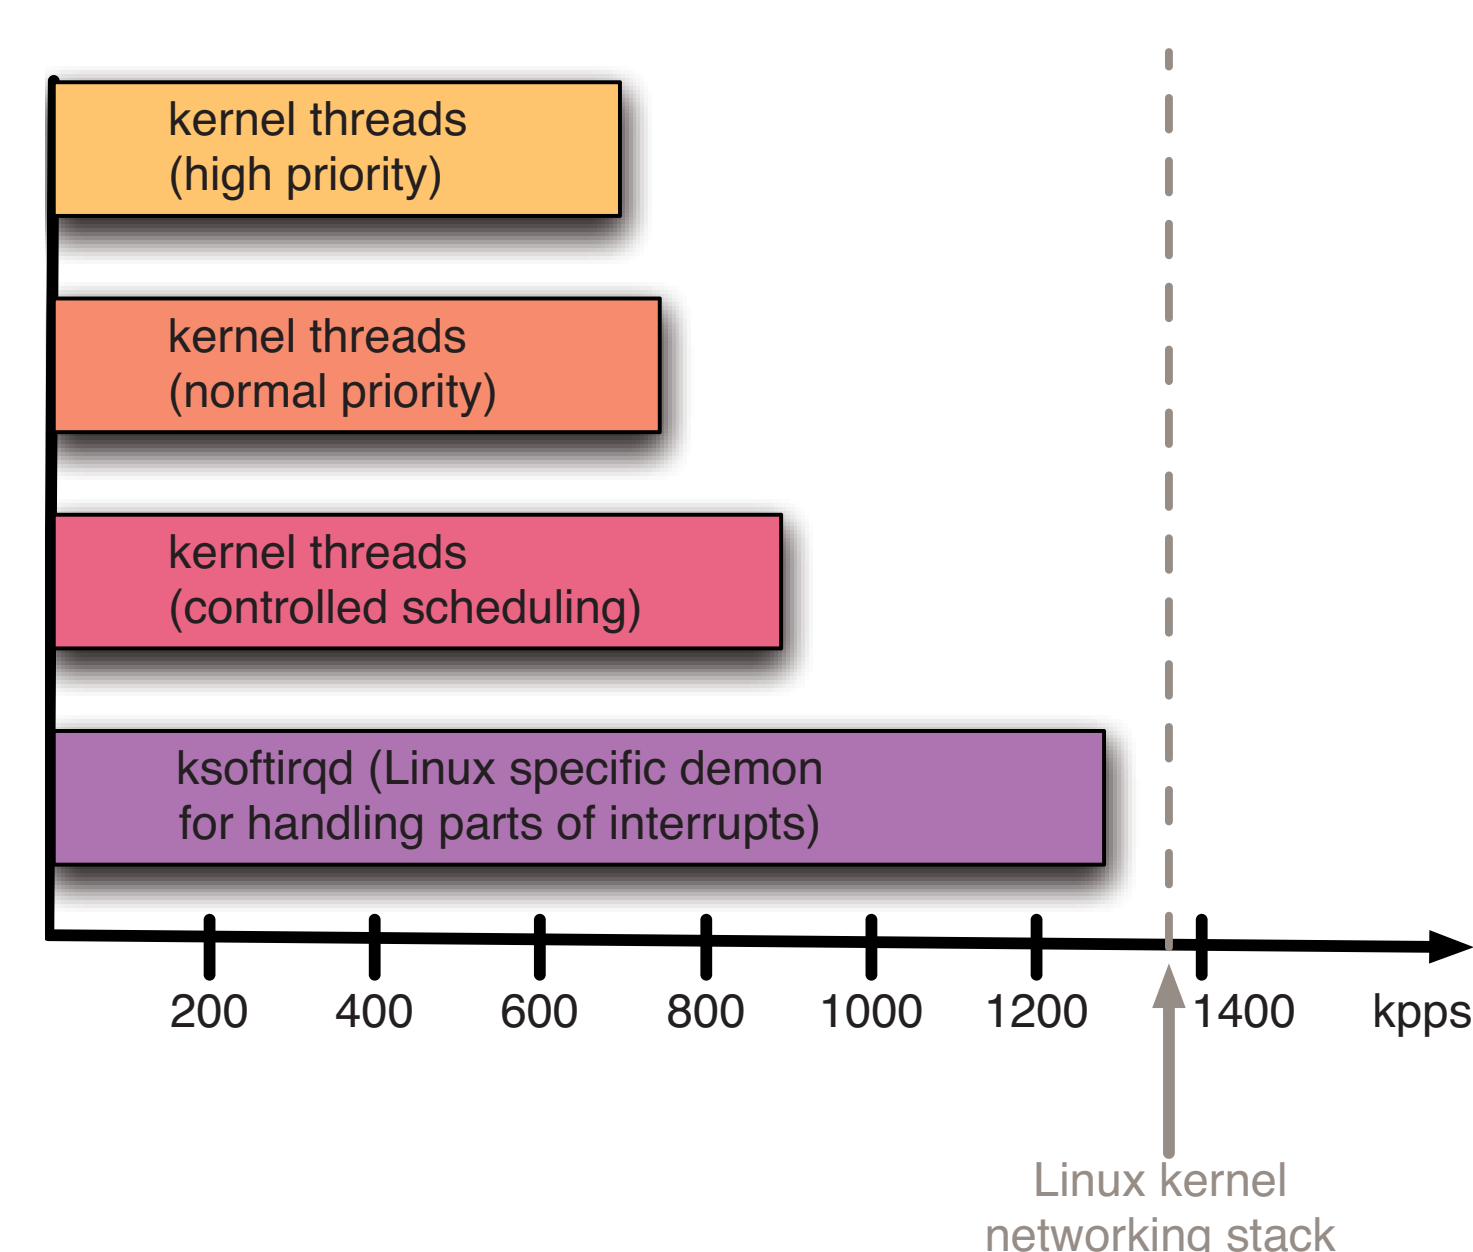 kernel threads
(high priority)
kernel threads
(normal priority)
kernel threads
(controlled scheduling)
ksoftirqd (Linux specific demon
for handling parts of interrupts)
200 400 600 800 1000 1200 1400 kpps
Linux kernel
networking stack